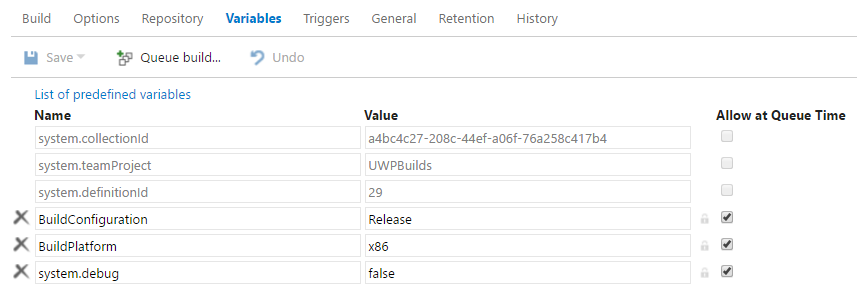 Build Options Repository Variables Triggers General Retention History
Save Queue build... Undo
List of predefined variables
Name Value Allow at Queue Time
system.collectionId a4bc4c27-208c-44ef-a06f-76a258c417b4
system.teamProject UWPBuilds
system.definitionId 29
BuildConfiguration Release
BuildPlatform x86
system.debug false